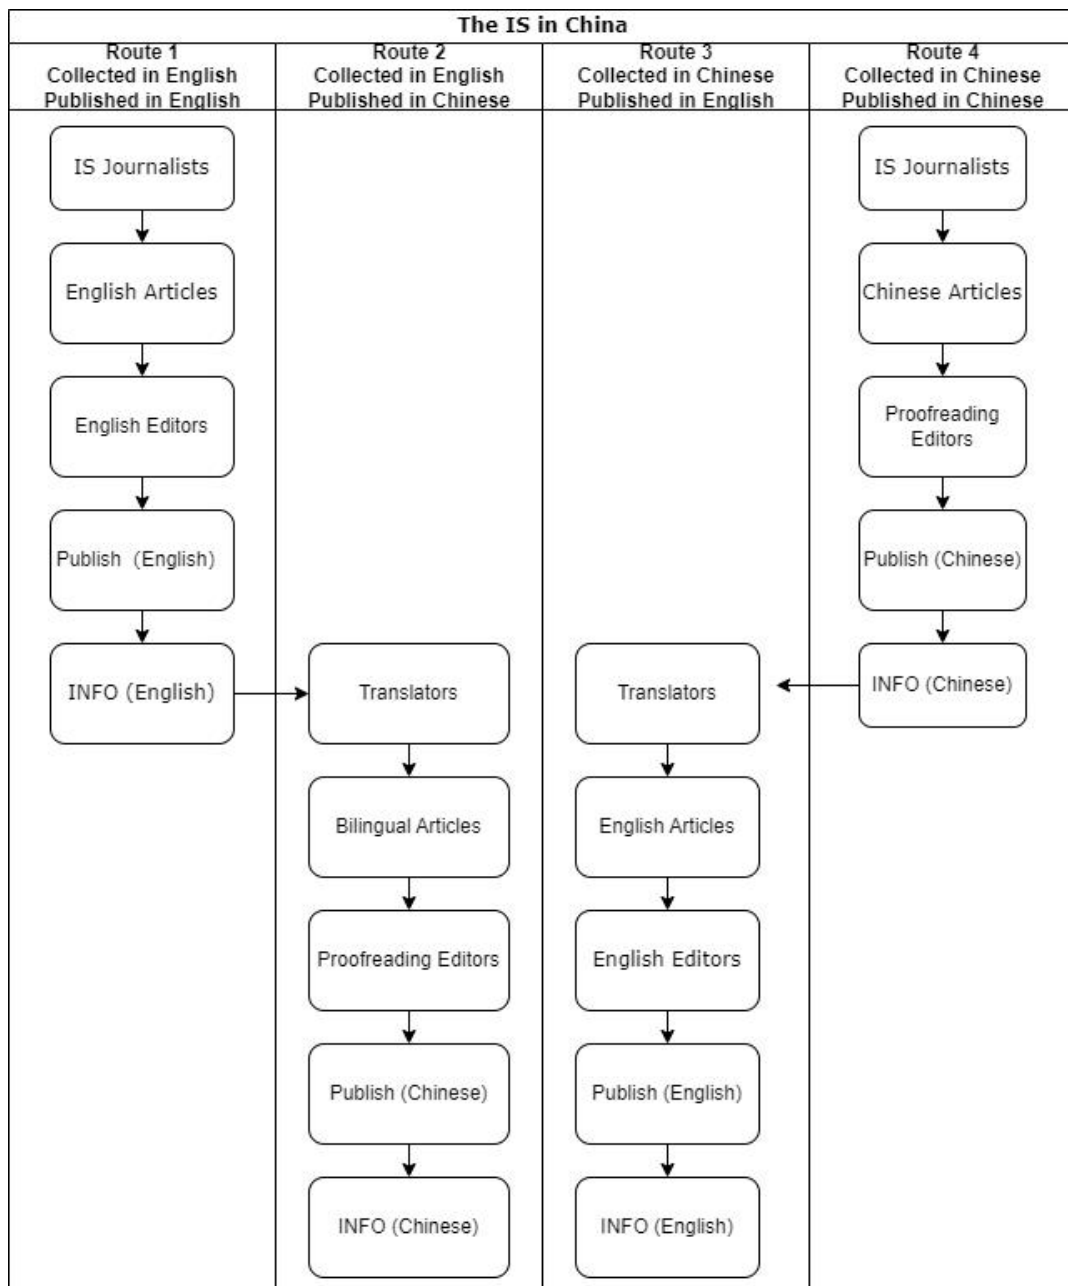 The IS in China
Route 1
Collected in English
Published in English
Route 2
Collected in English
Published in Chinese
Route 3
Collected in Chinese
Published in English
Route 4
Collected in Chinese
Published in Chinese
IS Journalists
English Articles
English Editors
Publish (English)
INFO (English)
Translators
Bilingual Articles
Proofreading Editors
Publish (Chinese)
INFO (Chinese)
Translators
English Articles
English Editors
Publish (English)
INFO (English)
IS Journalists
Chinese Articles
Proofreading
Editors
Publish (Chinese)
INFO (Chinese)